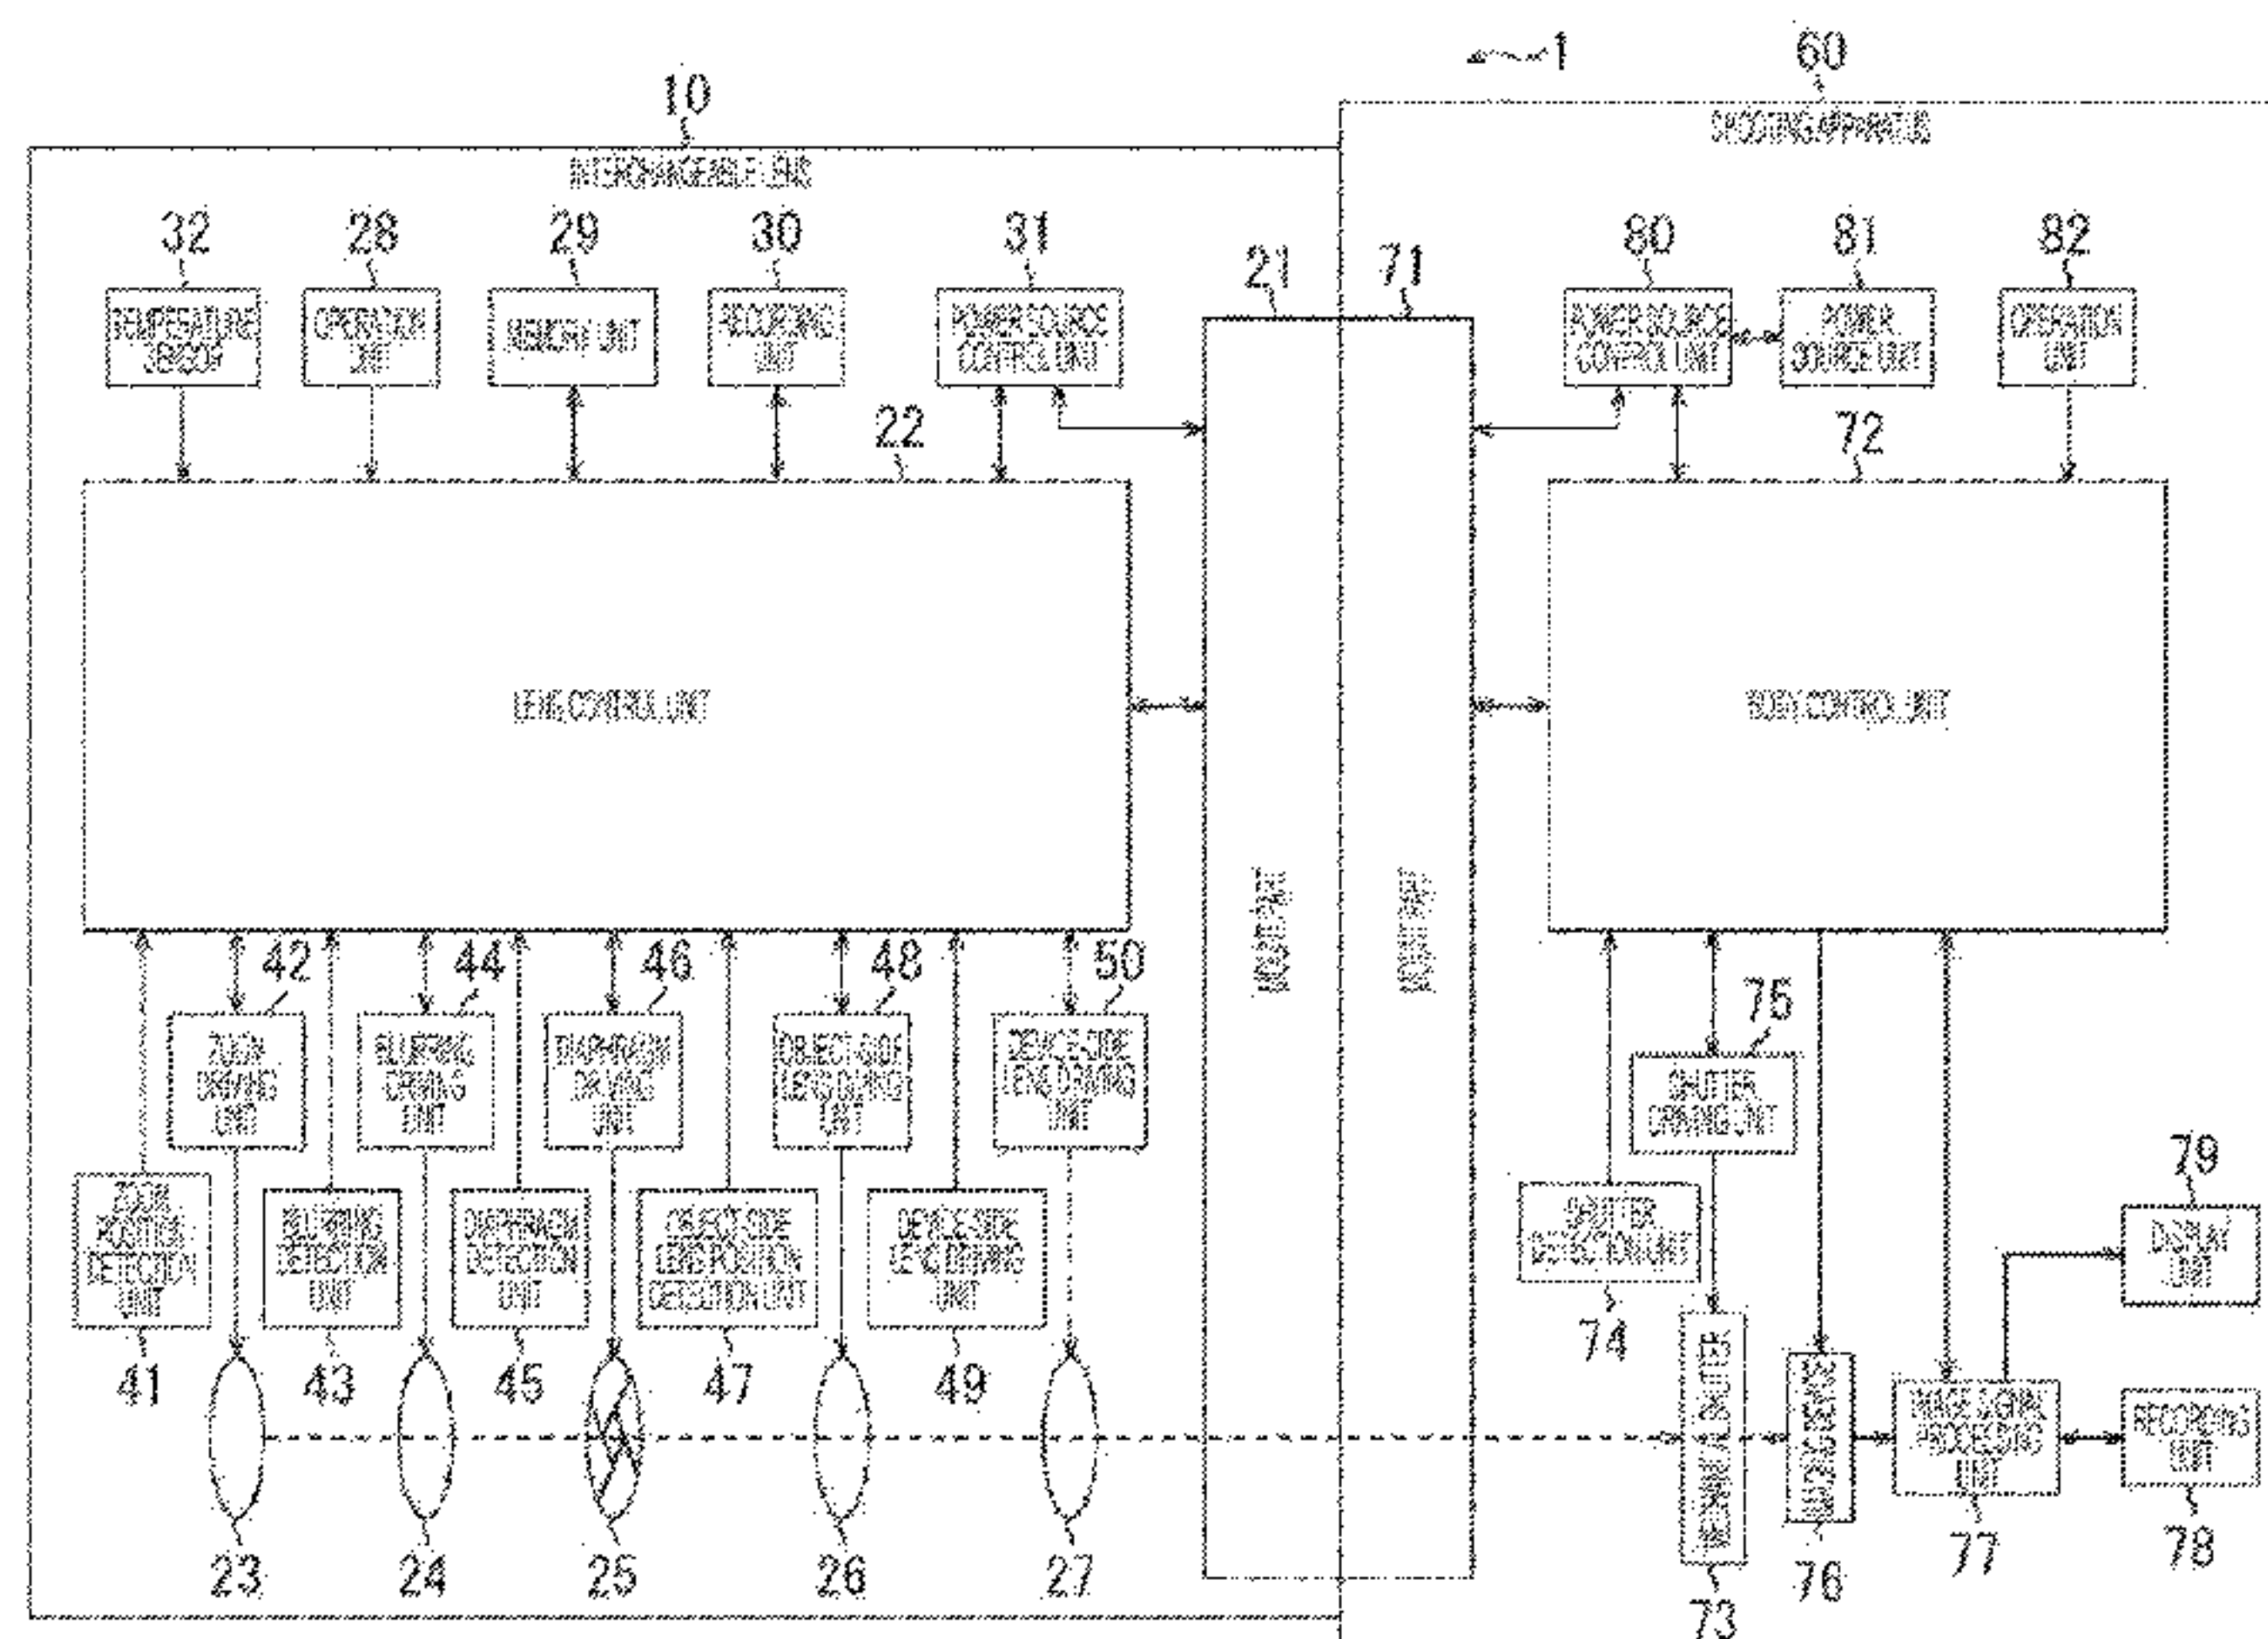 1
60
10
SHOOTING APPARATUS
INTERCHANGEABLE LENS
32
28
29
30
31
21
71
80
81
82
TEMPERATURE
SENSOR
OPERATION
UNIT
MEMORY UNIT
RECORDING
UNIT
POWER SOURCE
CONTROL UNIT
POWER SOURCE
CONTROL UNIT
POWER
SOURCE UNIT
OPERATION
UNIT
22
72
LENS CONTROL UNIT
BODY CONTROL UNIT
MOUNT PART
MOUNT PART
42
44
46
48
50
75
ZOOM
DRIVING
UNIT
BLURRING
DRIVING
UNIT
DIAPHRAGM
DRIVING
UNIT
OBJECT-SIDE
LENS DRIVING
UNIT
DEVICE-SIDE
LENS DRIVING
UNIT
SHUTTER
DRIVING UNIT
79
ZOOM
POSITION
DETECTION
UNIT
BLURRING
DETECTION
UNIT
DIAPHRAGM
DETECTION
UNIT
OBJECT-SIDE
LENS POSITION
DETECTION UNIT
DEVICE-SIDE
LENS DRIVING
UNIT
SHUTTER
DETECTION UNIT
DISPLAY
UNIT
41
43
45
47
49
74
MECHANICAL SHUTTER
IMAGE SIGNAL
PROCESSING
UNIT
RECORDING
UNIT
23
24
25
26
27
73
76
77
78